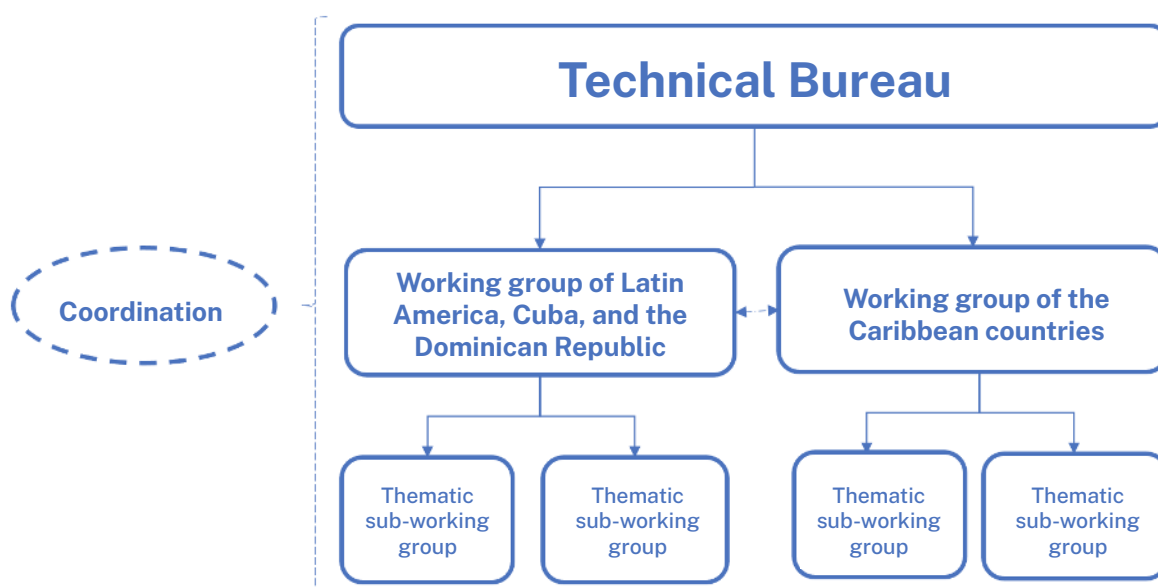 Technical Bureau
Coordination
Working group of Latin
America, Cuba, and the
Dominican Republic
Working group of the
Caribbean countries
Thematic
sub-working
group
Thematic
sub-working
group
Thematic
sub-working
group
Thematic
sub-working
group